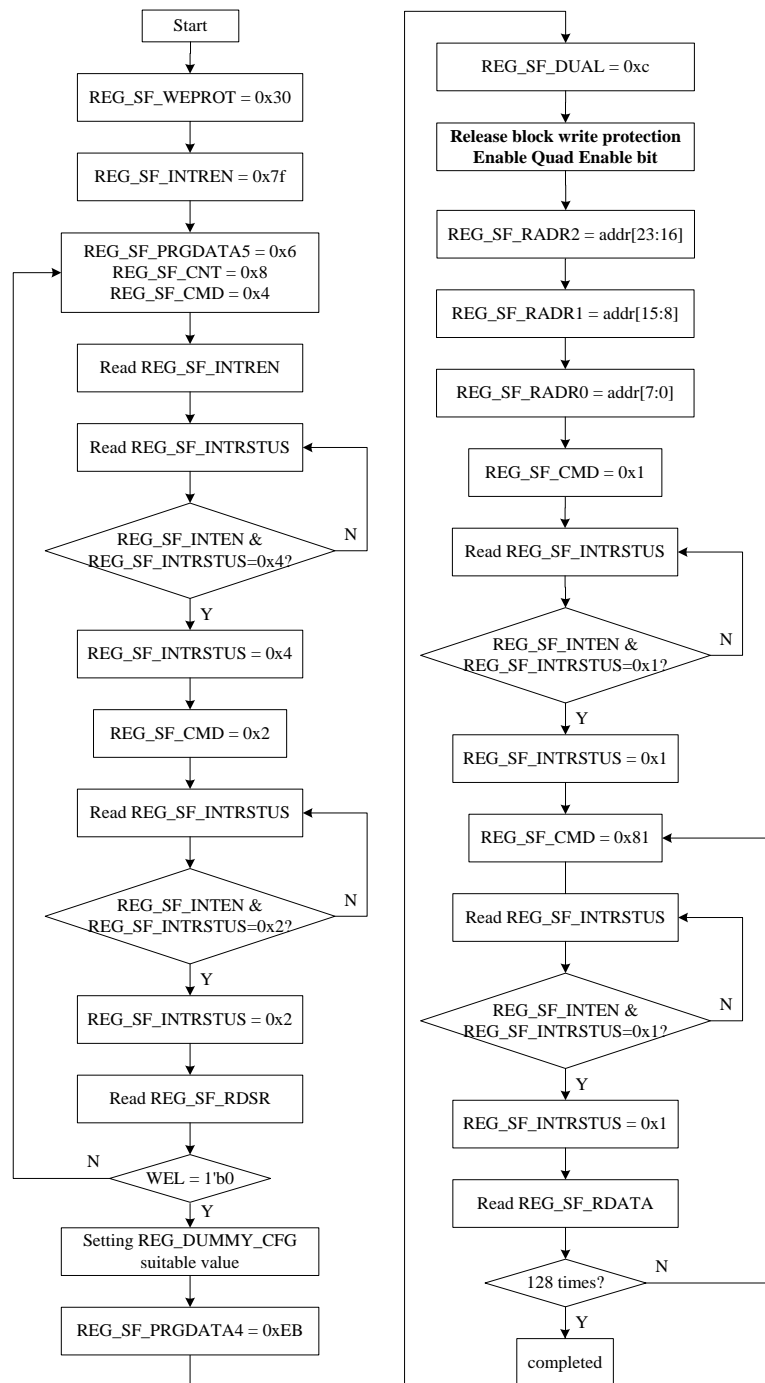 Start
REG_SF_WEPROT = 0x30
REG_SF_INTREN = 0x7f
REG_SF_PRGDATA5 = 0x6
REG_SF_CNT = 0x8
REG_SF_CMD = 0x4
Read REG_SF_INTREN
Read REG_SF_INTRSTUS
REG_SF_INTEN &
REG_SF_INTRSTUS=0x4?
N
Y
REG_SF_INTRSTUS = 0x4
REG_SF_CMD = 0x2
Read REG_SF_INTRSTUS
REG_SF_INTEN &
REG_SF_INTRSTUS=0x2?
N
Y
REG_SF_INTRSTUS = 0x2
Read REG_SF_RDSR
N
WEL = 1'b0
Y
Setting REG_DUMMY_CFG
suitable value
REG_SF_PRGDATA4 = 0xEB
REG_SF_DUAL = 0xc
Release block write protection
Enable Quad Enable bit
REG_SF_RADR2 = addr[23:16]
REG_SF_RADR1 = addr[15:8]
REG_SF_RADR0 = addr[7:0]
REG_SF_CMD = 0x1
Read REG_SF_INTRSTUS
REG_SF_INTEN &
REG_SF_INTRSTUS=0x1?
N
Y
REG_SF_INTRSTUS = 0x1
REG_SF_CMD = 0x81
Read REG_SF_INTRSTUS
REG_SF_INTEN &
REG_SF_INTRSTUS=0x1?
N
Y
REG_SF_INTRSTUS = 0x1
Read REG_SF_RDATA
128 times?
N
Y
completed